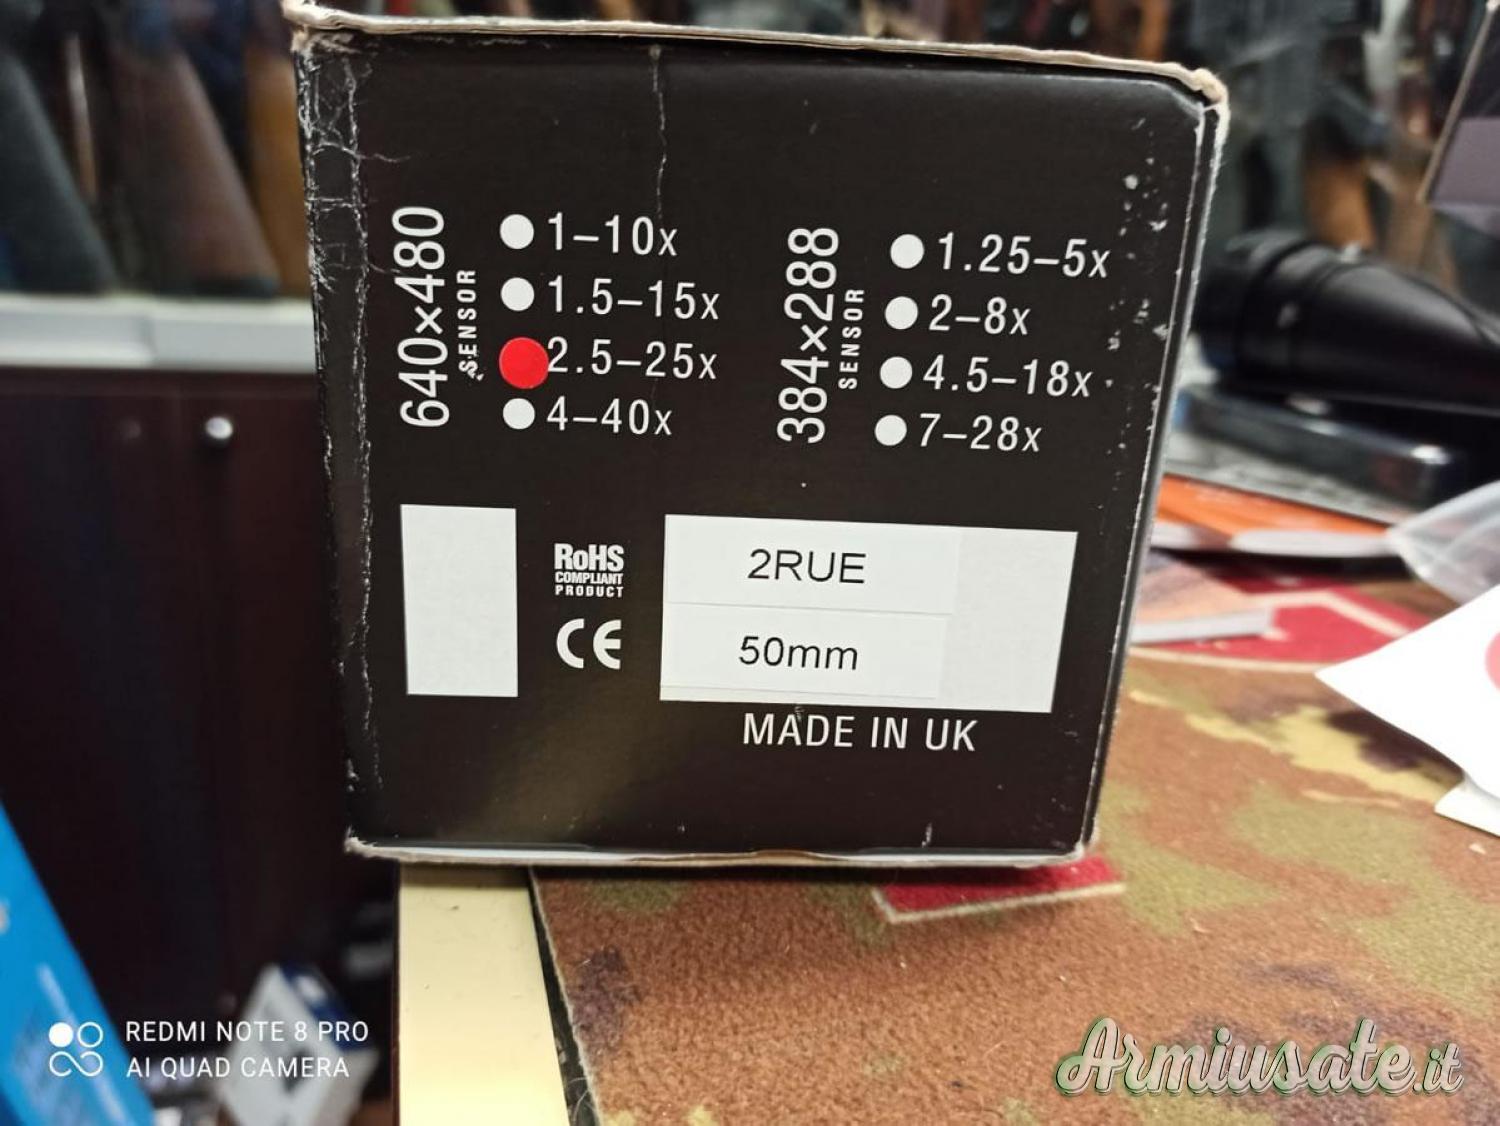 640×480
SENSOR
1–10x
1.5–15x
2.5–25x
4–40x
384×288
SENSOR
1.25–5x
2–8x
4.5–18x
7–28x
RoHS
COMPLIANT
PRODUCT
CE
2RUE
50mm
MADE IN UK
REDMI NOTE 8 PRO
AI QUAD CAMERA
Armiusate.it